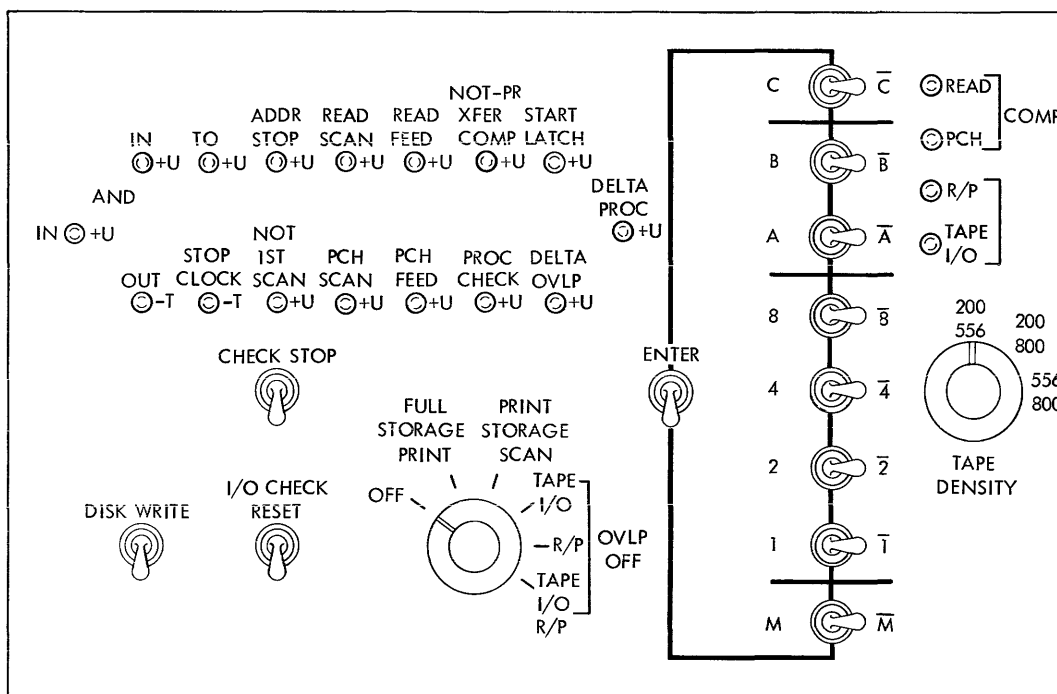 NOT-PR
ADDR READ READ XFER START
IN TO STOP SCAN FEED COMP LATCH
+U +U +U +U +U +U +U
AND
IN +U
DELTA
PROC
+U
NOT
STOP 1ST PCH PCH PROC DELTA
OUT CLOCK SCAN SCAN FEED CHECK OVLP
-T -T +U +U +U +U +U
CHECK STOP
DISK WRITE
I/O CHECK
RESET
OFF
FULL
STORAGE
PRINT
PRINT
STORAGE
SCAN
TAPE
I/O
R/P
TAPE
I/O
R/P
OVLP
OFF
ENTER
C C̅
B B̅
A A̅
8 8̅
4 4̅
2 2̅
1 1̅
M M̅
READ
PCH
COMP
R/P
TAPE
I/O
200
556
200
800
556
800
TAPE
DENSITY